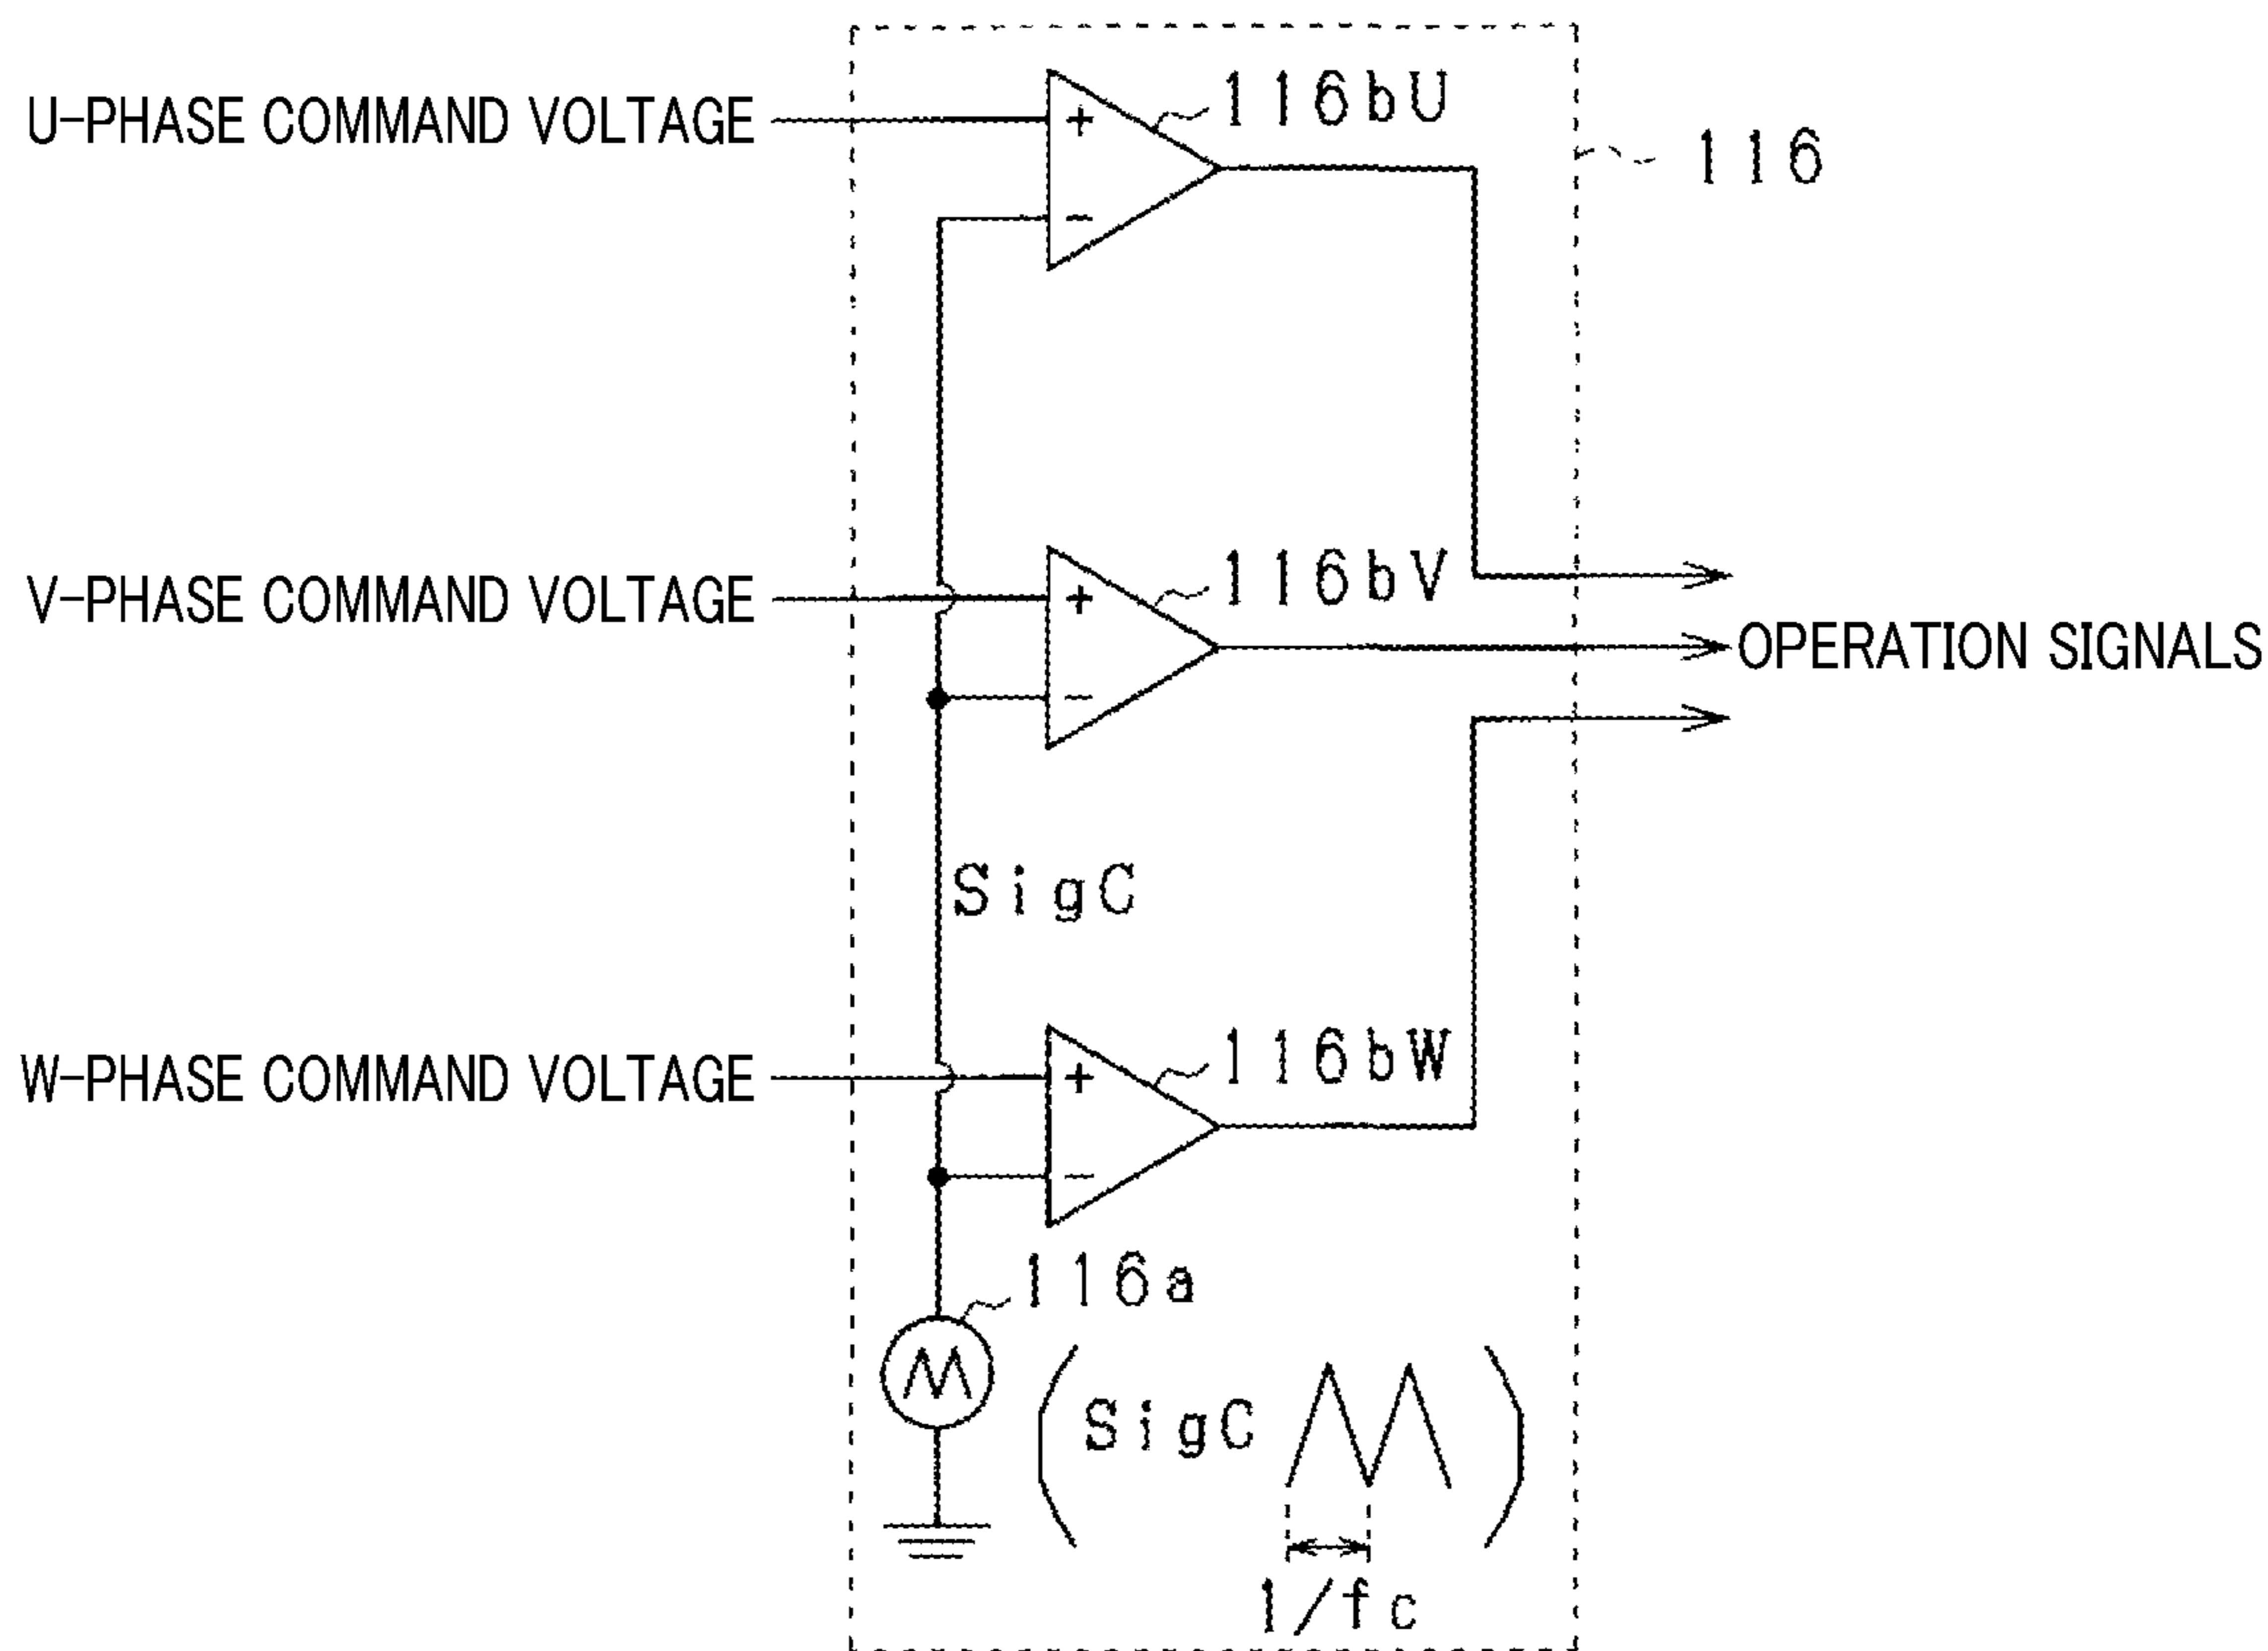 U-PHASE COMMAND VOLTAGE
+
116bU
116
−
V-PHASE COMMAND VOLTAGE
+
116bV
OPERATION SIGNALS
−
SigC
W-PHASE COMMAND VOLTAGE
+
116bW
−
116a
SigC
1/fc